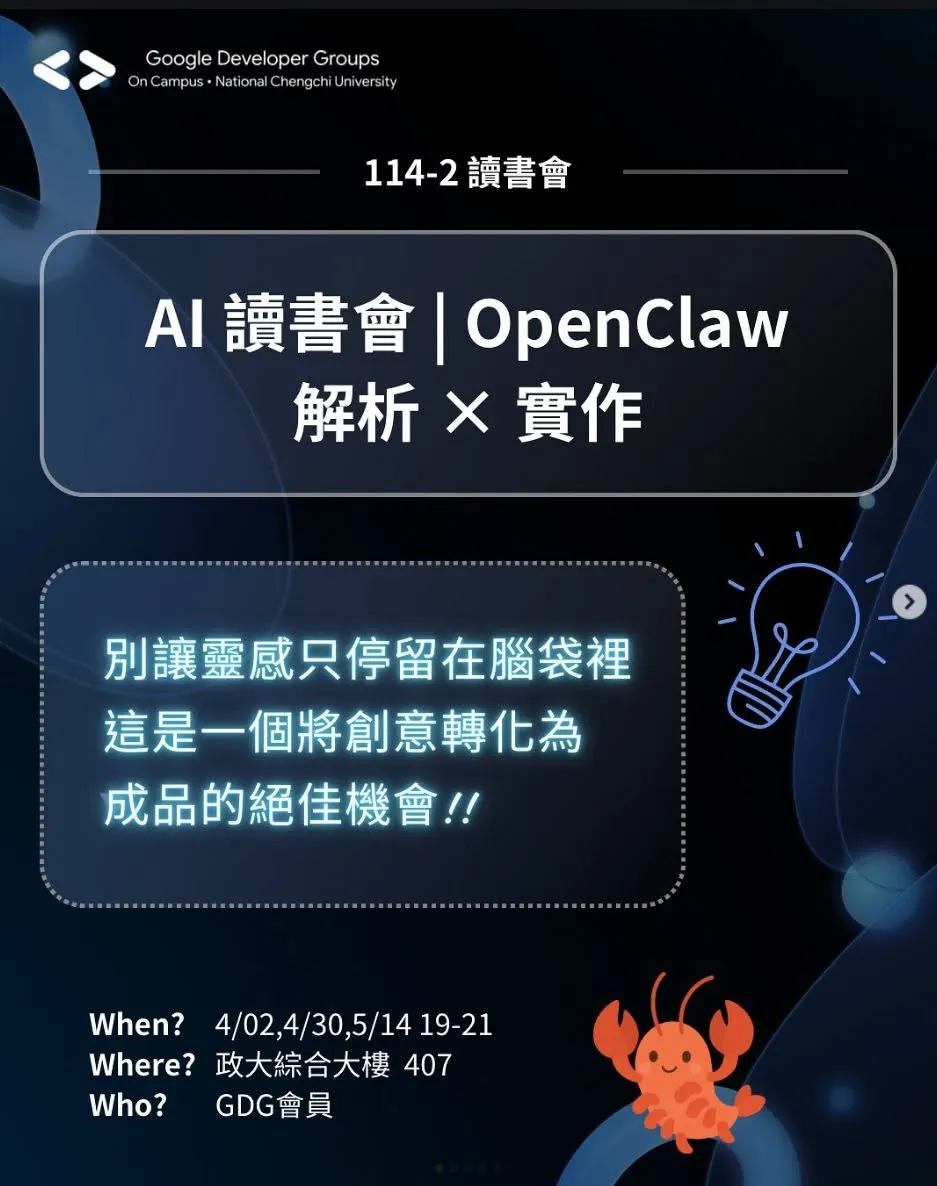 Google Developer Groups
On Campus • National Chengchi University
114-2 讀書會
AI 讀書會 | OpenClaw
解析 × 實作
別讓靈感只停留在腦袋裡
這是一個將創意轉化為
成品的絕佳機會!!
When? 4/02,4/30,5/14 19-21
Where? 政大綜合大樓 407
Who? GDG會員